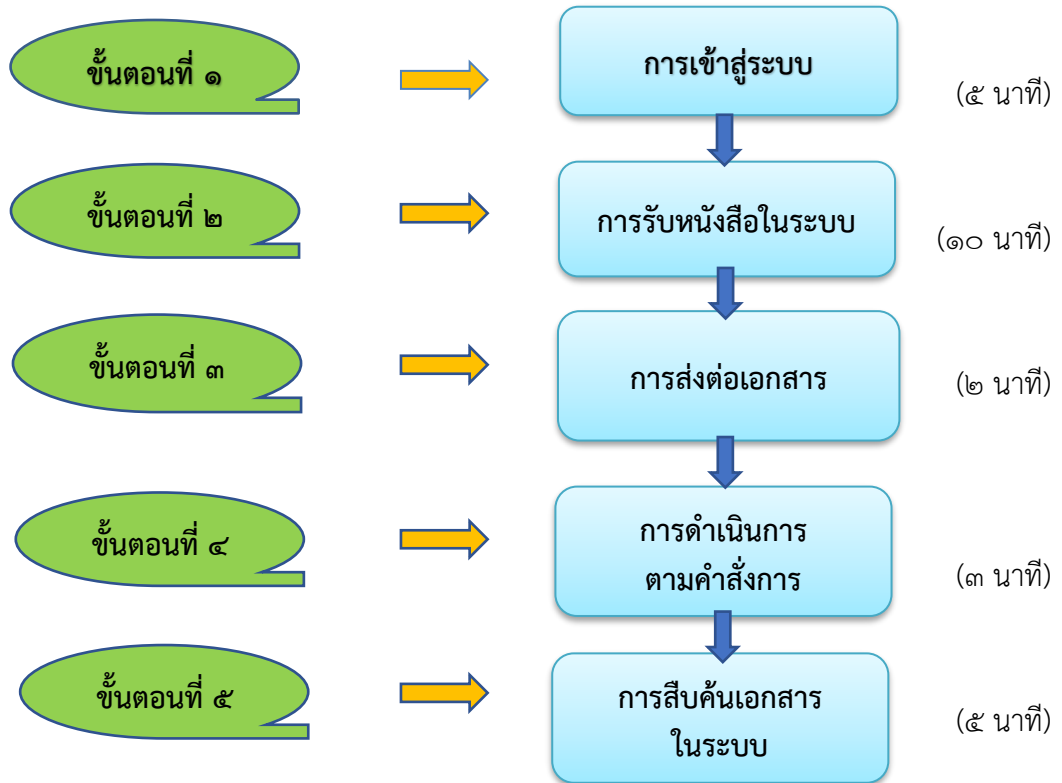 ขั้นตอนที่ ๑
การเข้าสู่ระบบ
(๕ นาที)
ขั้นตอนที่ ๒
การรับหนังสือในระบบ
(๑๐ นาที)
ขั้นตอนที่ ๓
การส่งต่อเอกสาร
(๒ นาที)
ขั้นตอนที่ ๔
การดำเนินการ
ตามคำสั่งการ
(๓ นาที)
ขั้นตอนที่ ๕
การสืบค้นเอกสาร
ในระบบ
(๕ นาที)